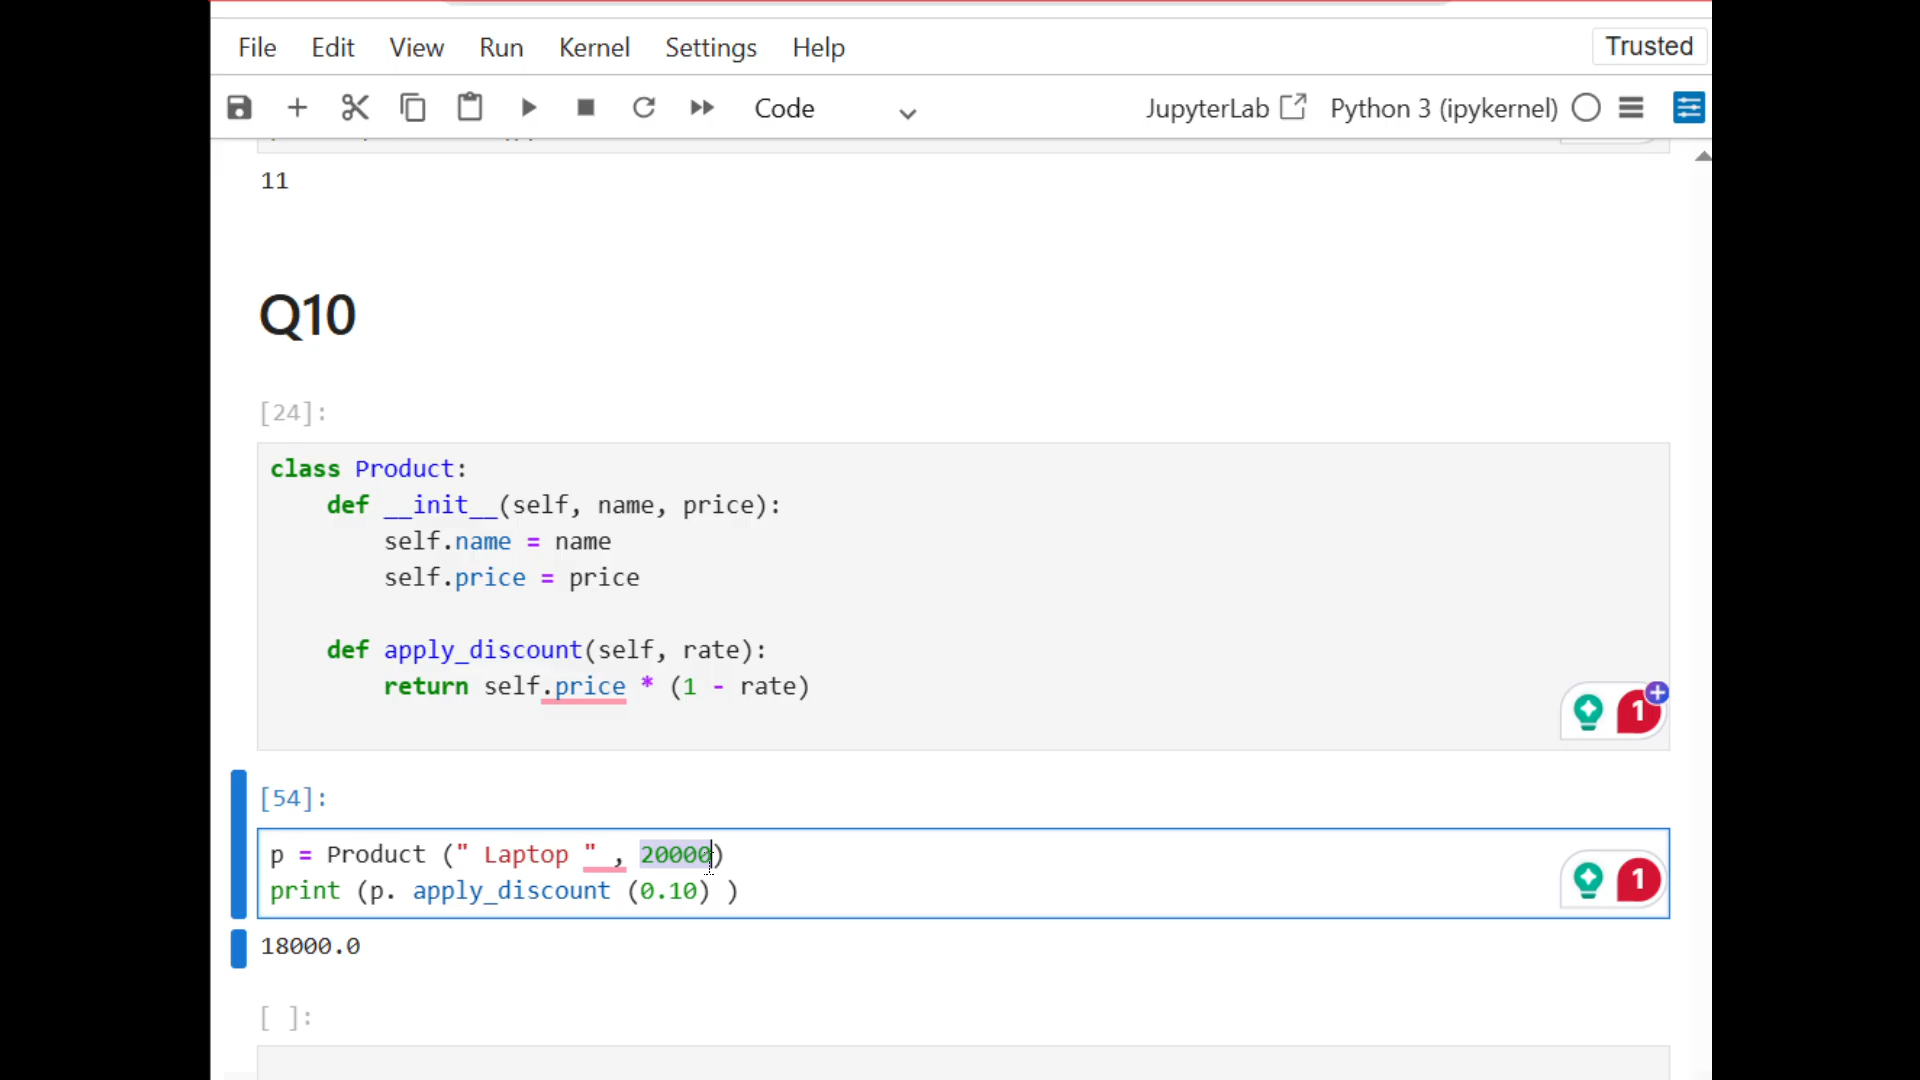 File Edit View Run Kernel Settings Help Trusted
Code JupyterLab Python 3 (ipykernel)
11
Q10
[24]:
class Product:
    def __init__(self, name, price):
        self.name = name
        self.price = price
    def apply_discount(self, rate):
        return self.price * (1 - rate)
1
[54]:
p = Product (" Laptop " , 20000)
print (p. apply_discount (0.10) )
1
18000.0
[ ]: